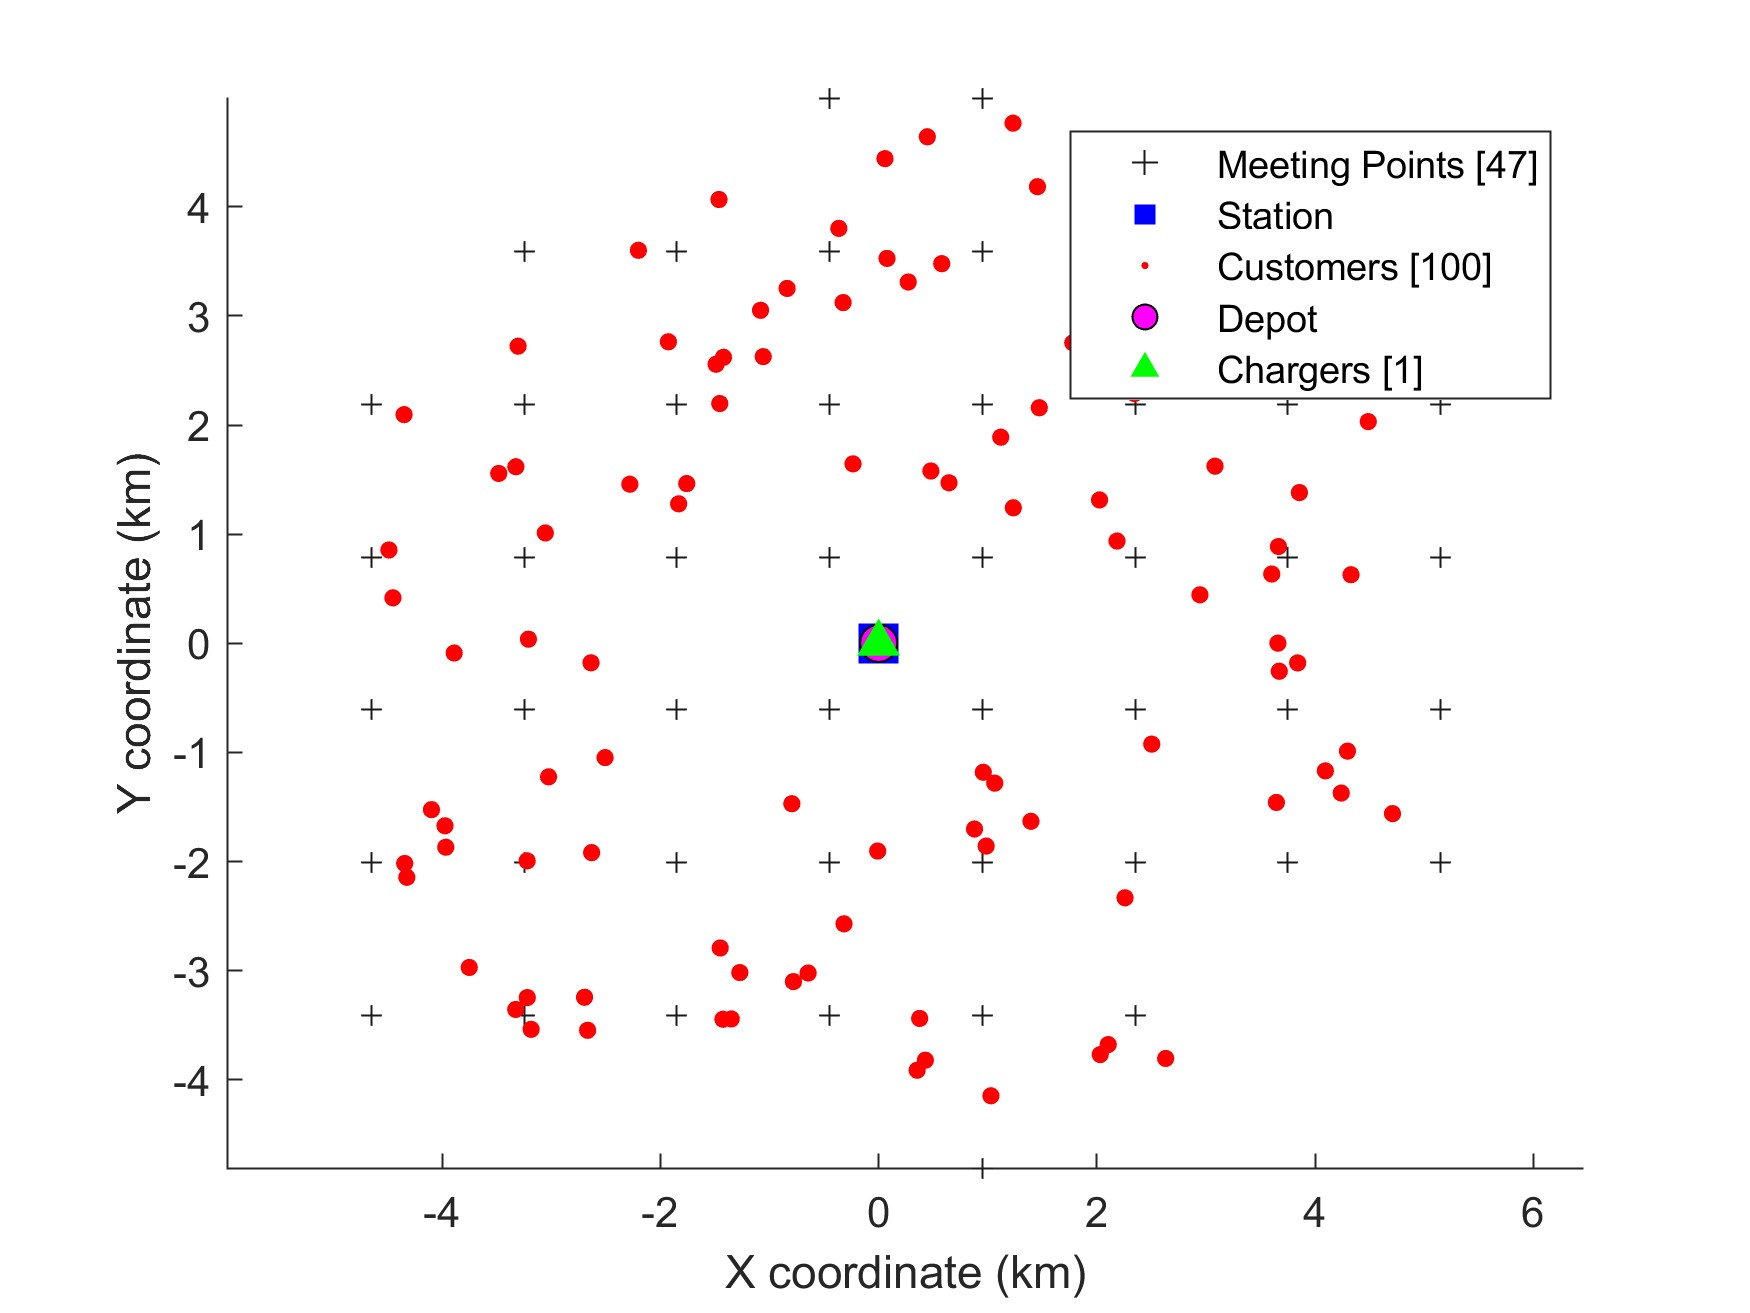 Meeting Points [47]
Station
Customers [100]
Depot
Chargers [1]
4
3
2
1
0
-1
-2
-3
-4
Y coordinate (km)
-4 -2 0 2 4 6
X coordinate (km)